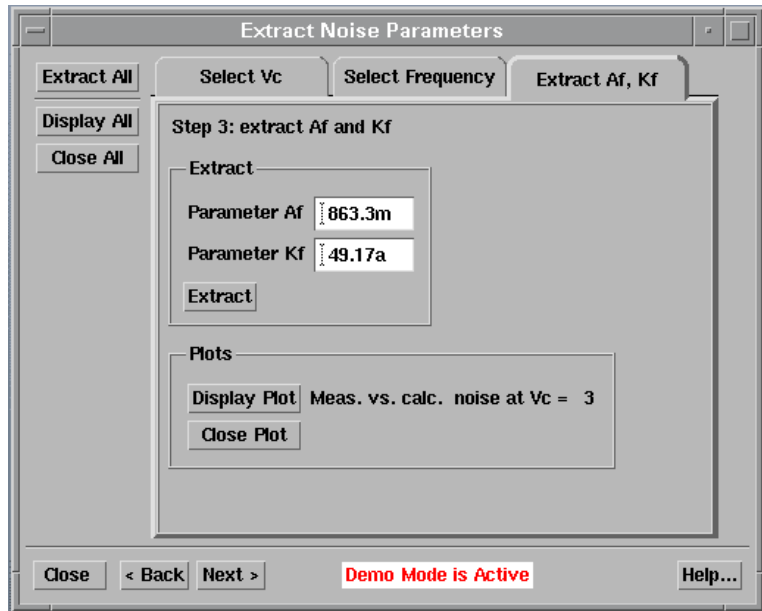 Extract Noise Parameters
Extract All
Display All
Close All
Select Vc
Select Frequency
Extract Af, Kf
Step 3: extract Af and Kf
Extract
Parameter Af 863.3m
Parameter Kf 49.17a
Extract
Plots
Display Plot Meas. vs. calc. noise at Vc = 3
Close Plot
Close
< Back
Next >
Demo Mode is Active
Help...